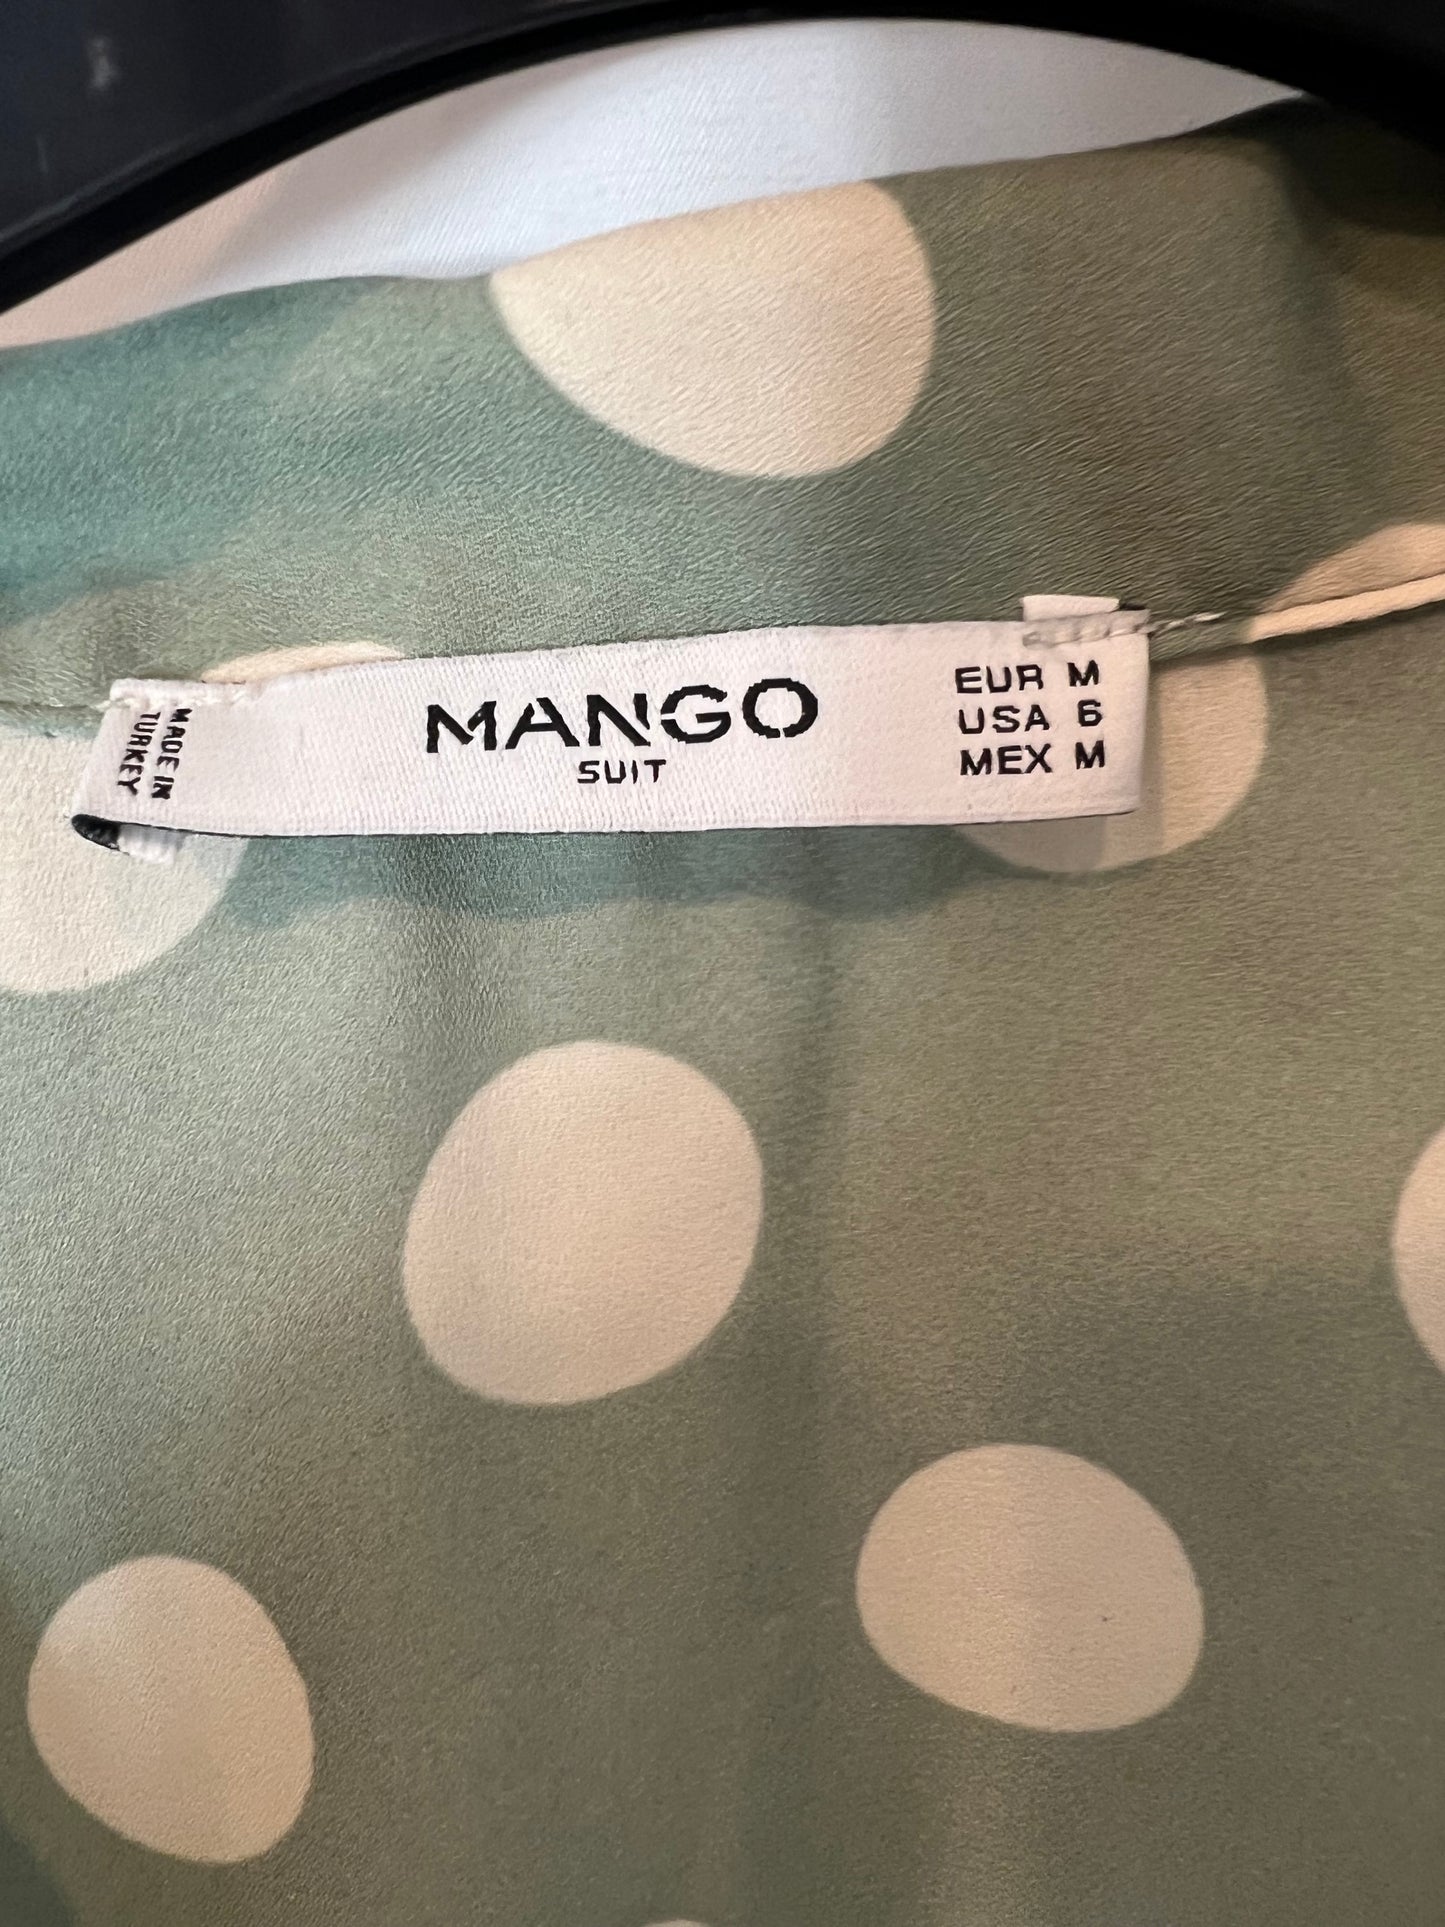 MANGO
SUIT
EUR M
USA 6
MEX M
MADE IN
TURKEY